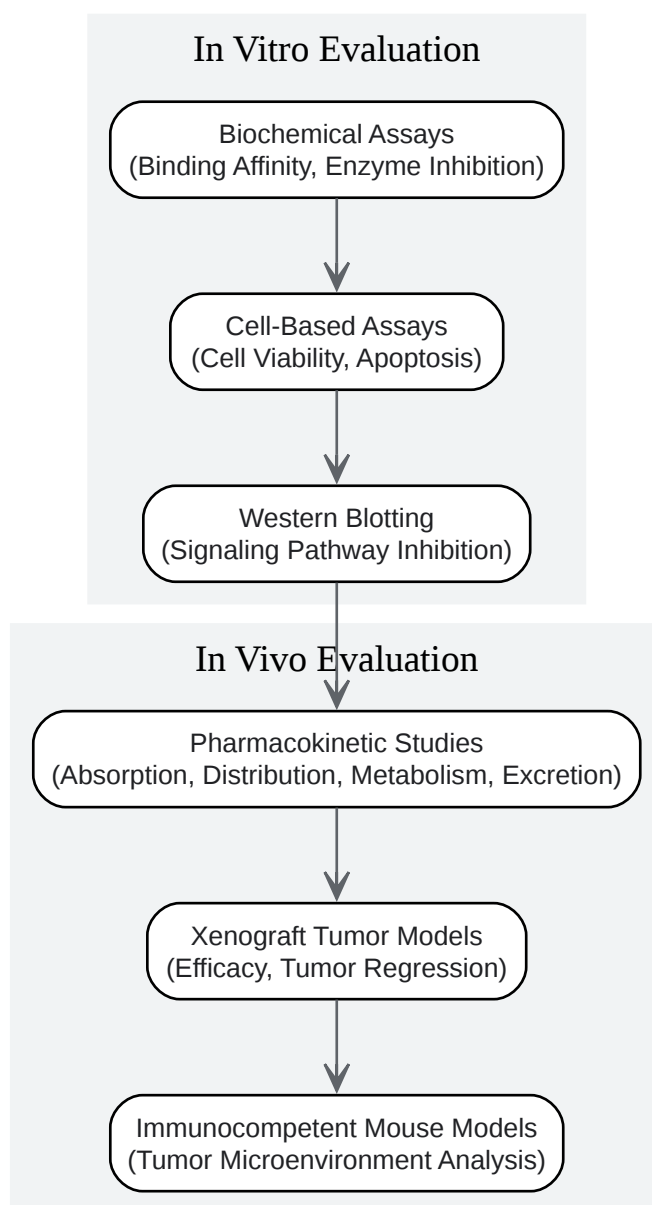 In Vitro Evaluation
Biochemical Assays
(Binding Affinity, Enzyme Inhibition)
Cell-Based Assays
(Cell Viability, Apoptosis)
Western Blotting
(Signaling Pathway Inhibition)
In Vivo Evaluation
Pharmacokinetic Studies
(Absorption, Distribution, Metabolism, Excretion)
Xenograft Tumor Models
(Efficacy, Tumor Regression)
Immunocompetent Mouse Models
(Tumor Microenvironment Analysis)